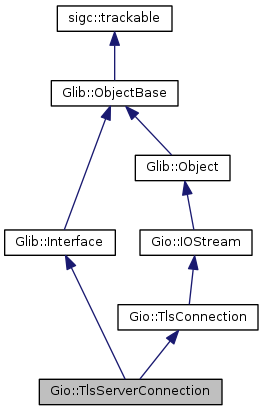 sigc::trackable
Glib::ObjectBase
Glib::Object
Glib::Interface
Gio::IOStream
Gio::TlsConnection
Gio::TlsServerConnection